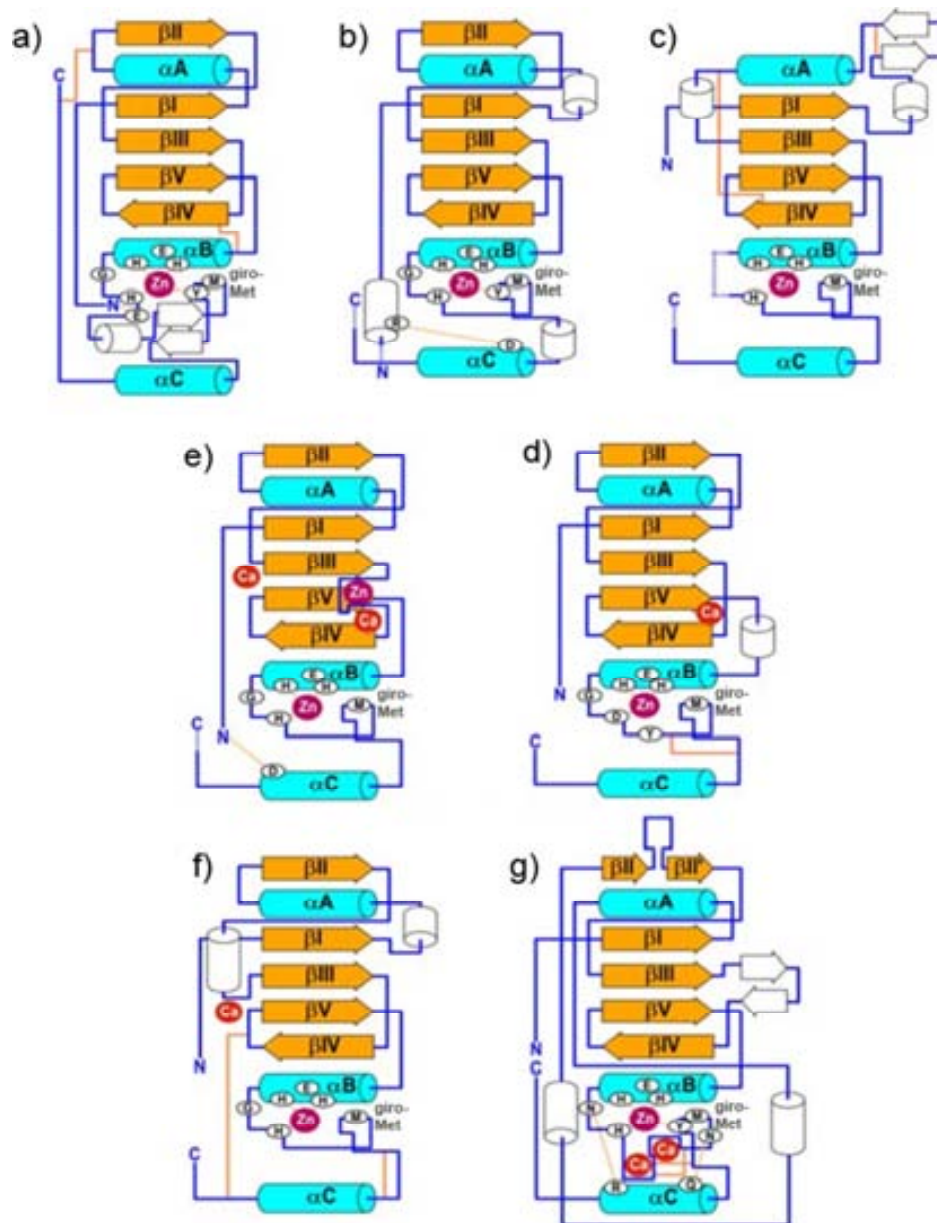 a)
βII
C
αA
βI
βIII
βV
βIV
E αB
H H
G
Zn
M
giro-
Met
Y
H
N
E
αC
b)
βII
αA
βI
βIII
βV
βIV
E αB
H H
G
Zn
M
giro-
Met
Y
H
C
R
D
N
αC
c)
αA
βI
βIII
N
βV
βIV
E αB
H H
Zn
M
giro-
Met
H
C
αC
e)
βII
αA
βI
βIII
Ca
Zn
βV
Ca
βIV
E αB
H H
G
Zn
M
giro-
Met
H
C
N
D
αC
d)
βII
αA
βI
βIII
βV
Ca
βIV
E αB
H H
N
G
Zn
M
giro-
Met
D
Y
C
αC
f)
βII
αA
βI
βIII
Ca
βV
βIV
N
E αB
H H
G
Zn
M
giro-
Met
H
C
αC
g)
βII βII'
αA
βI
βIII
βV
βIV
N
C
E αB
H H
N
Zn
M
giro-
Met
Y
H
N
Ca
Ca
R
Q
αC